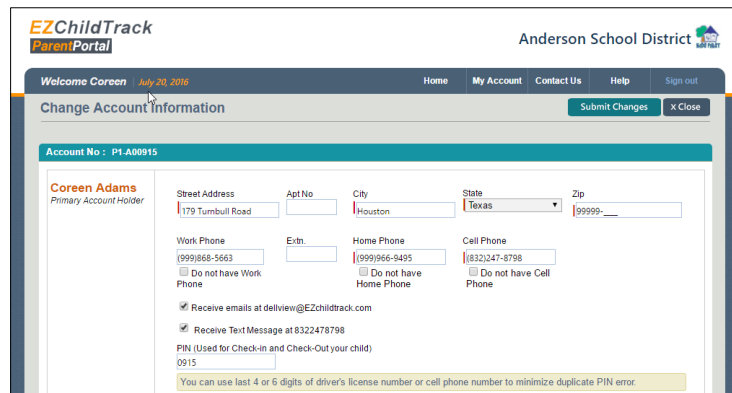 EZChildTrack
ParentPortal
Anderson School District
Welcome Coreen | July 20, 2016 Home My Account Contact Us Help Sign out
Change Account Information Submit Changes X Close
Account No : P1-A00915
Coreen Adams
Primary Account Holder
Street Address Apt No City State Zip
179 Turnbull Road Houston Texas 99999-___
Work Phone Extn. Home Phone Cell Phone
(999)868-5663 (999)966-9495 (832)247-8798
Do not have Work Do not have Do not have Cell
Phone Home Phone Phone
Receive emails at dellview@EZchildtrack.com
Receive Text Message at 8322478798
PIN (Used for Check-in and Check-Out your child)
0915
You can use last 4 or 6 digits of driver's license number or cell phone number to minimize duplicate PIN error.